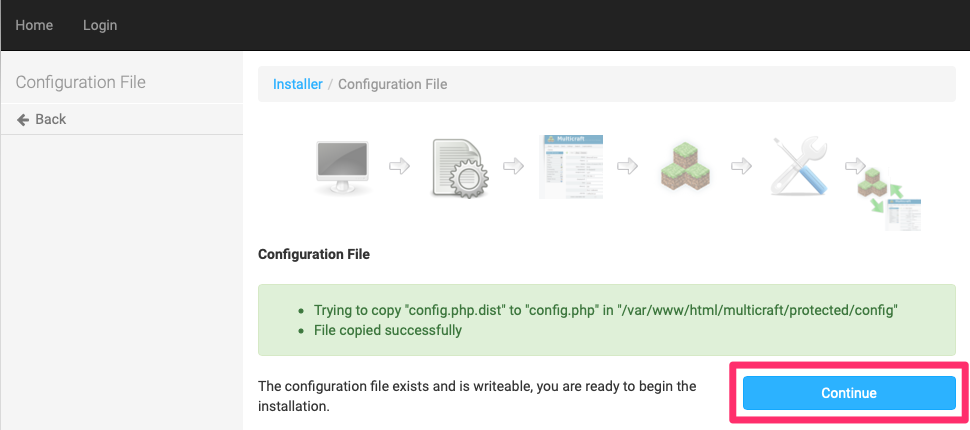 Home Login
Configuration File
Back
Installer / Configuration File
Multicraft
Configuration File
Trying to copy "config.php.dist" to "config.php" in "/var/www/html/multicraft/protected/config"
File copied successfully
The configuration file exists and is writeable, you are ready to begin the
installation.
Continue